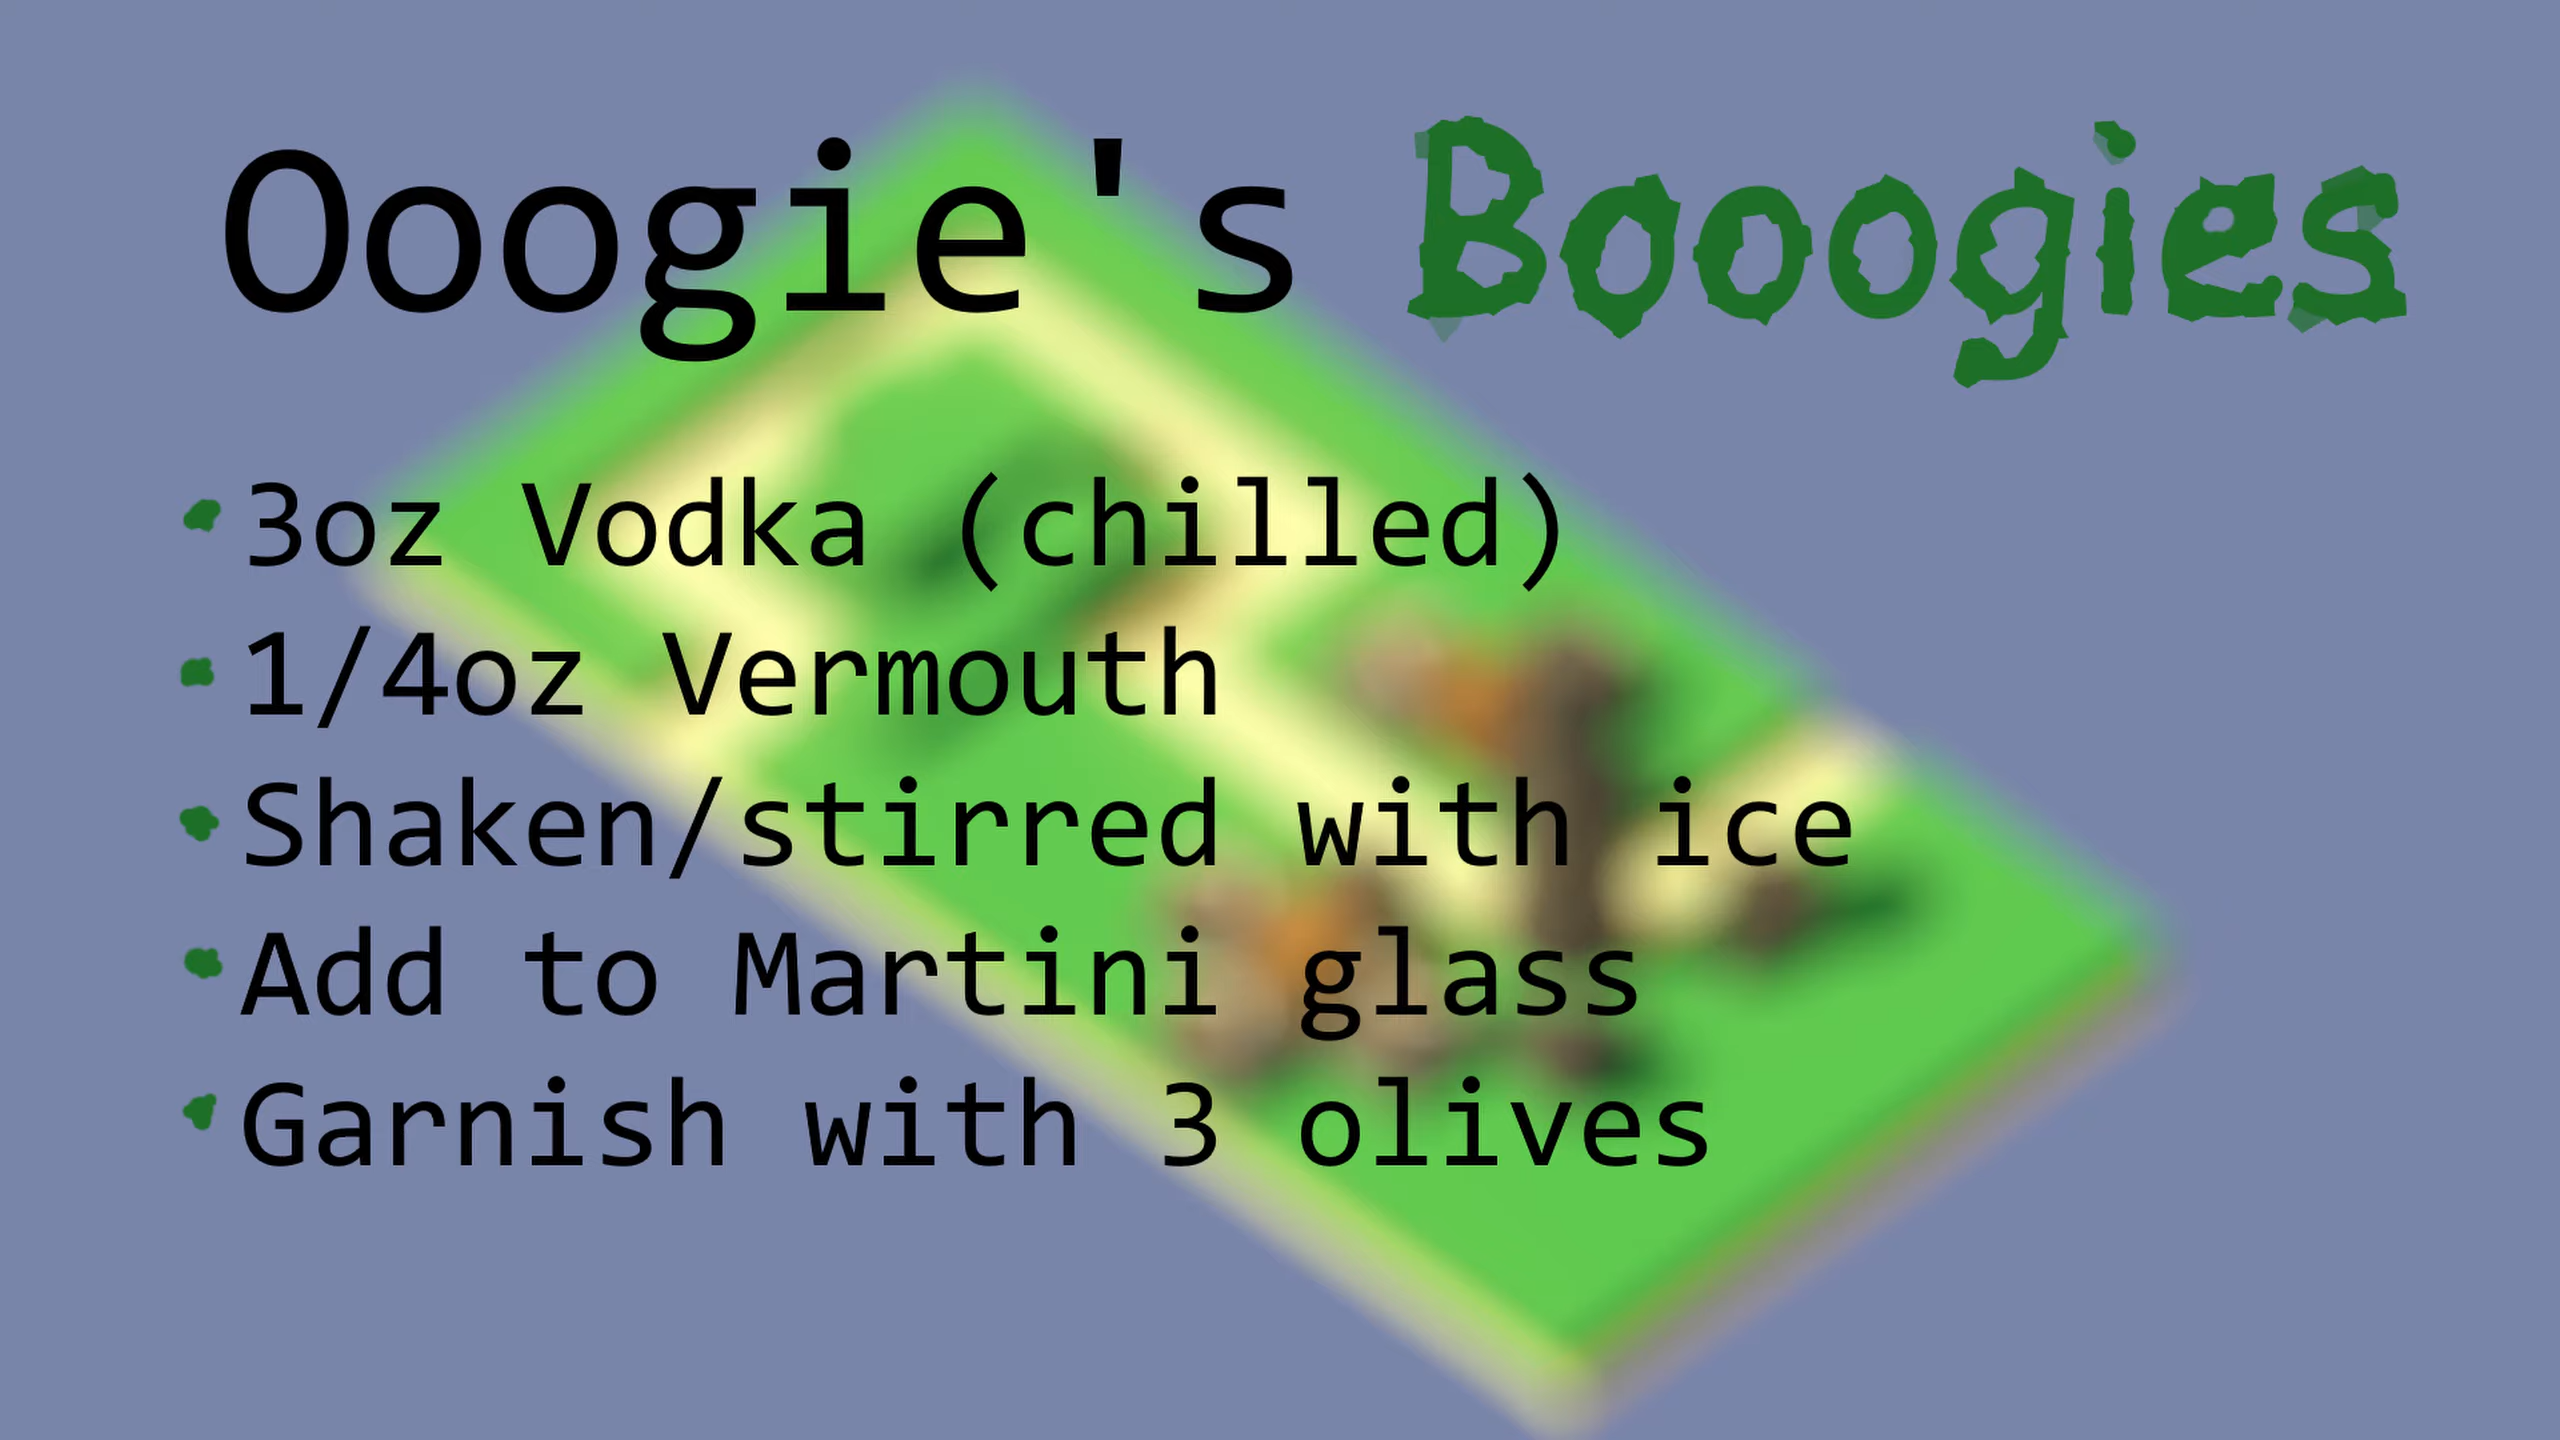 Ooogie's Booogies
•3oz Vodka (chilled)
•1/4oz Vermouth
•Shaken/stirred with ice
•Add to Martini glass
•Garnish with 3 olives